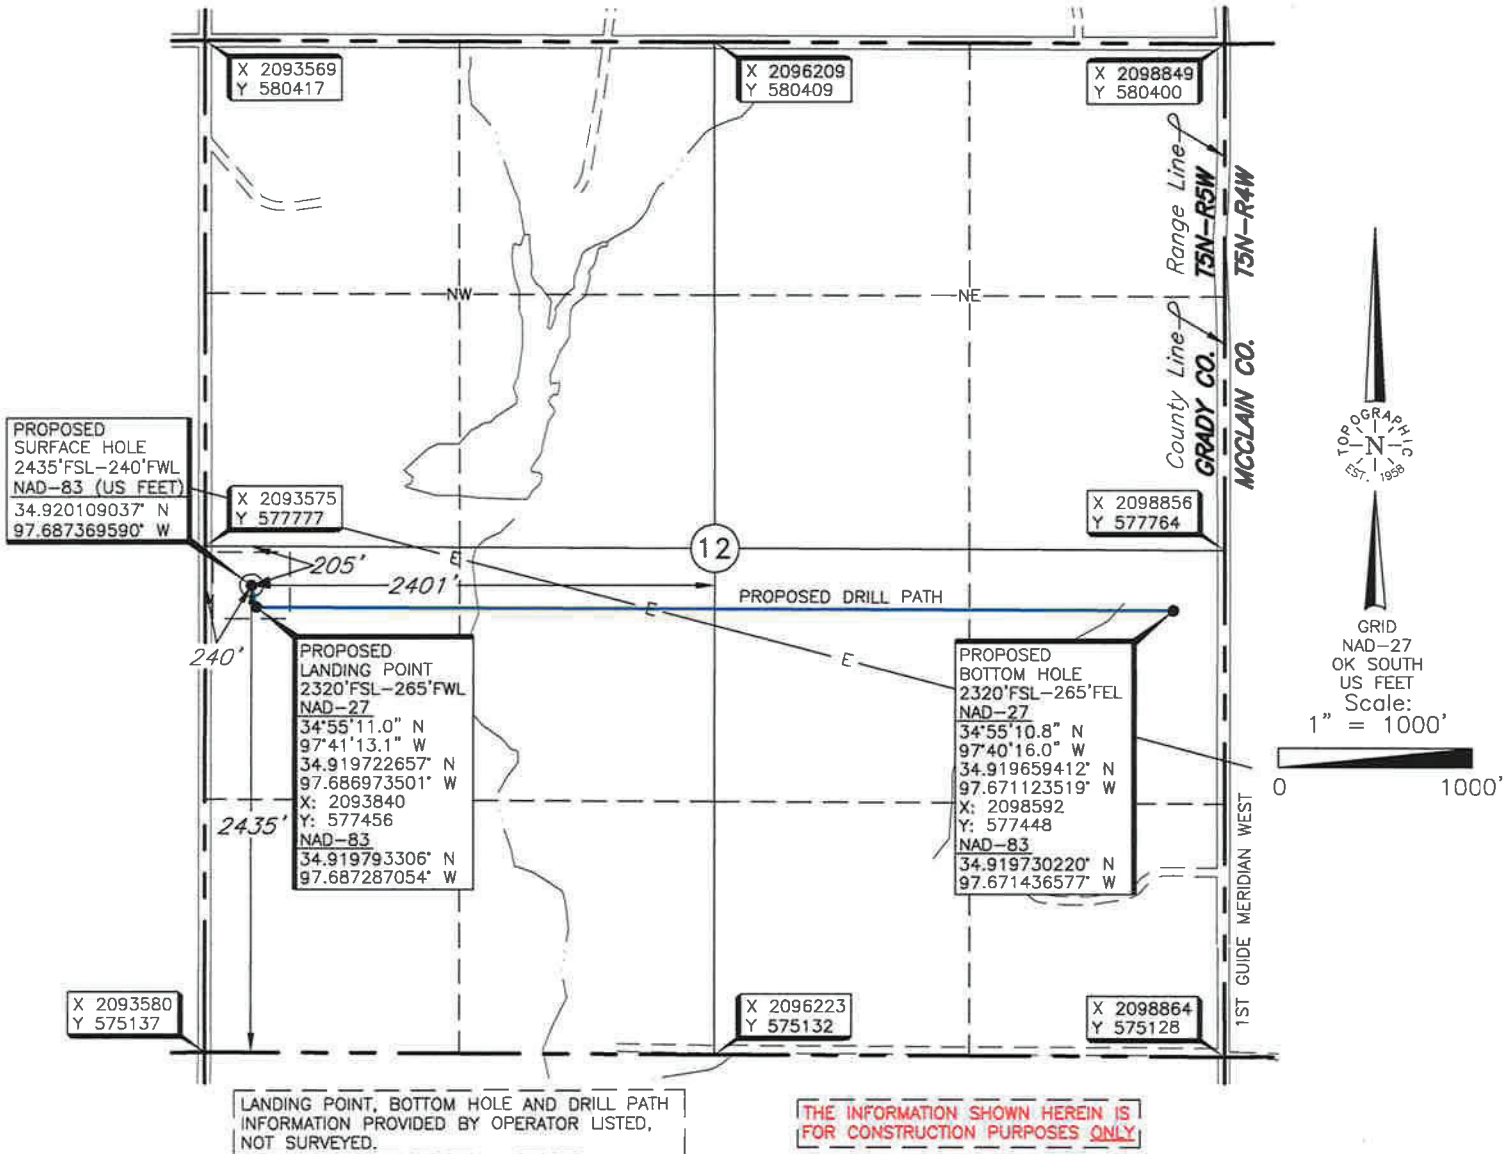 X 2093569
Y 580417
X 2096209
Y 580409
X 2098849
Y 580400
Range Line
T5N-R5W
T5N-R4W
County Line
GRADY CO.
MCCLAIN CO.
NW
NE
TOPOGRAPHIC
N
EST. 1958
PROPOSED
SURFACE HOLE
2435'FSL-240'FWL
NAD-83 (US FEET)
34.920109037° N
97.687369590° W
X 2093575
Y 577777
X 2098856
Y 577764
12
E
205'
2401'
PROPOSED DRILL PATH
E
E
240'
PROPOSED
LANDING POINT
2320'FSL-265'FWL
NAD-27
34°55'11.0" N
97°41'13.1" W
34.919722657° N
97.686973501° W
X: 2093840
Y: 577456
NAD-83
34.919793306° N
97.687287054° W
PROPOSED
BOTTOM HOLE
2320'FSL-265'FEL
NAD-27
34°55'10.8" N
97°40'16.0" W
34.919659412° N
97.671123519° W
X: 2098592
Y: 577448
NAD-83
34.919730220° N
97.671436577° W
GRID
NAD-27
OK SOUTH
US FEET
Scale:
1" = 1000'
0 1000'
2435'
1ST GUIDE MERIDIAN WEST
X 2093580
Y 575137
X 2096223
Y 575132
X 2098864
Y 575128
LANDING POINT, BOTTOM HOLE AND DRILL PATH
INFORMATION PROVIDED BY OPERATOR LISTED,
NOT SURVEYED.
THE INFORMATION SHOWN HEREIN IS
FOR CONSTRUCTION PURPOSES ONLY